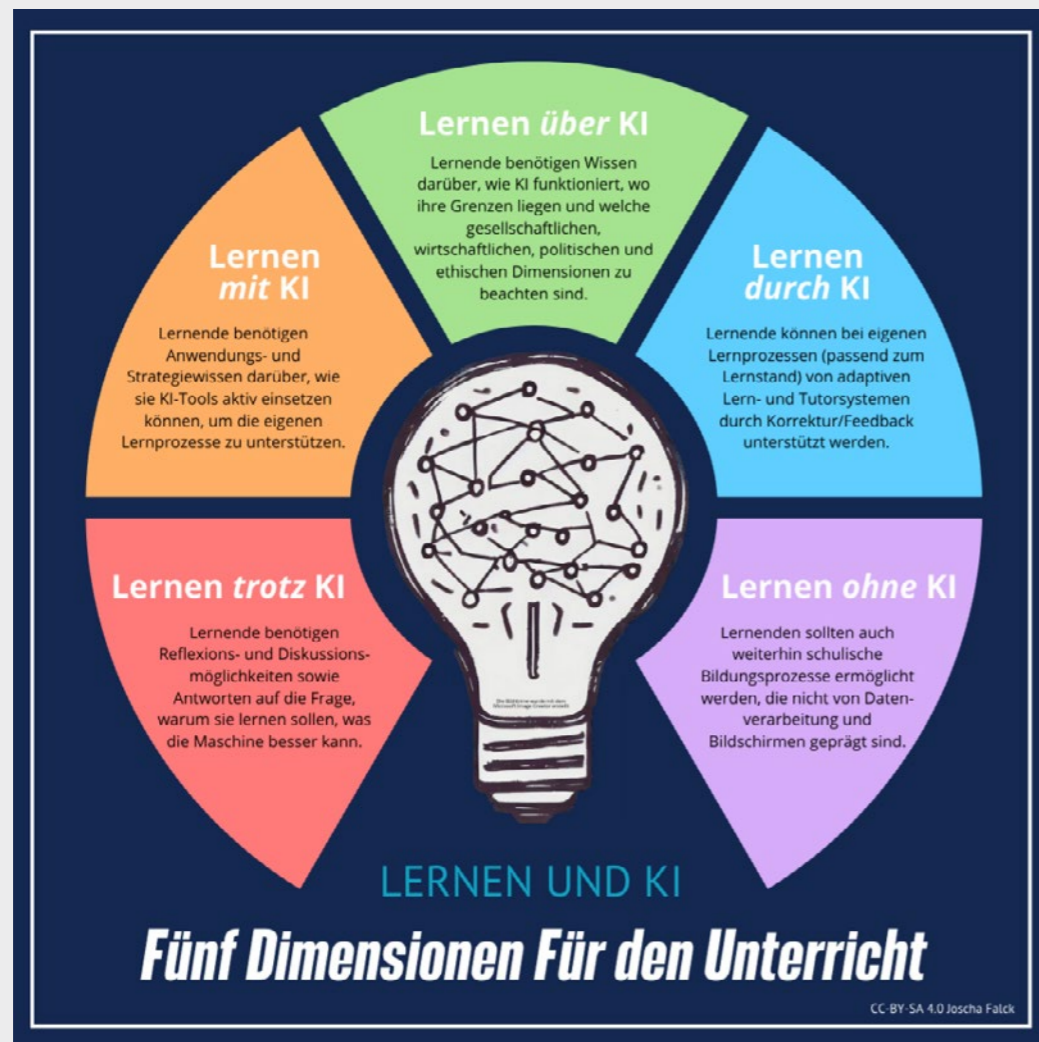 Lernen über KI
Lernende benötigen Wissen
darüber, wie KI funktioniert, wo
ihre Grenzen liegen und welche
gesellschaftlichen,
wirtschaftlichen, politischen und
ethischen Dimensionen zu
beachten sind.
Lernen
mit KI
Lernende benötigen
Anwendungs- und
Strategiewissen darüber, wie
sie KI-Tools aktiv einsetzen
können, um die eigenen
Lernprozesse zu unterstützen.
Lernen
durch KI
Lernende können bei eigenen
Lernprozessen (passend zum
Lernstand) von adaptiven
Lern- und Tutorsystemen
durch Korrektur/Feedback
unterstützt werden.
Lernen trotz KI
Lernende benötigen
Reflexions- und Diskussions-
möglichkeiten sowie
Antworten auf die Frage,
warum sie lernen sollen, was
die Maschine besser kann.
Lernen ohne KI
Lernenden sollten auch
weiterhin schulische
Bildungsprozesse ermöglicht
werden, die nicht von Daten-
verarbeitung und
Bildschirmen geprägt sind.
LERNEN UND KI
Fünf Dimensionen Für den Unterricht
CC-BY-SA 4.0 Joscha Falck